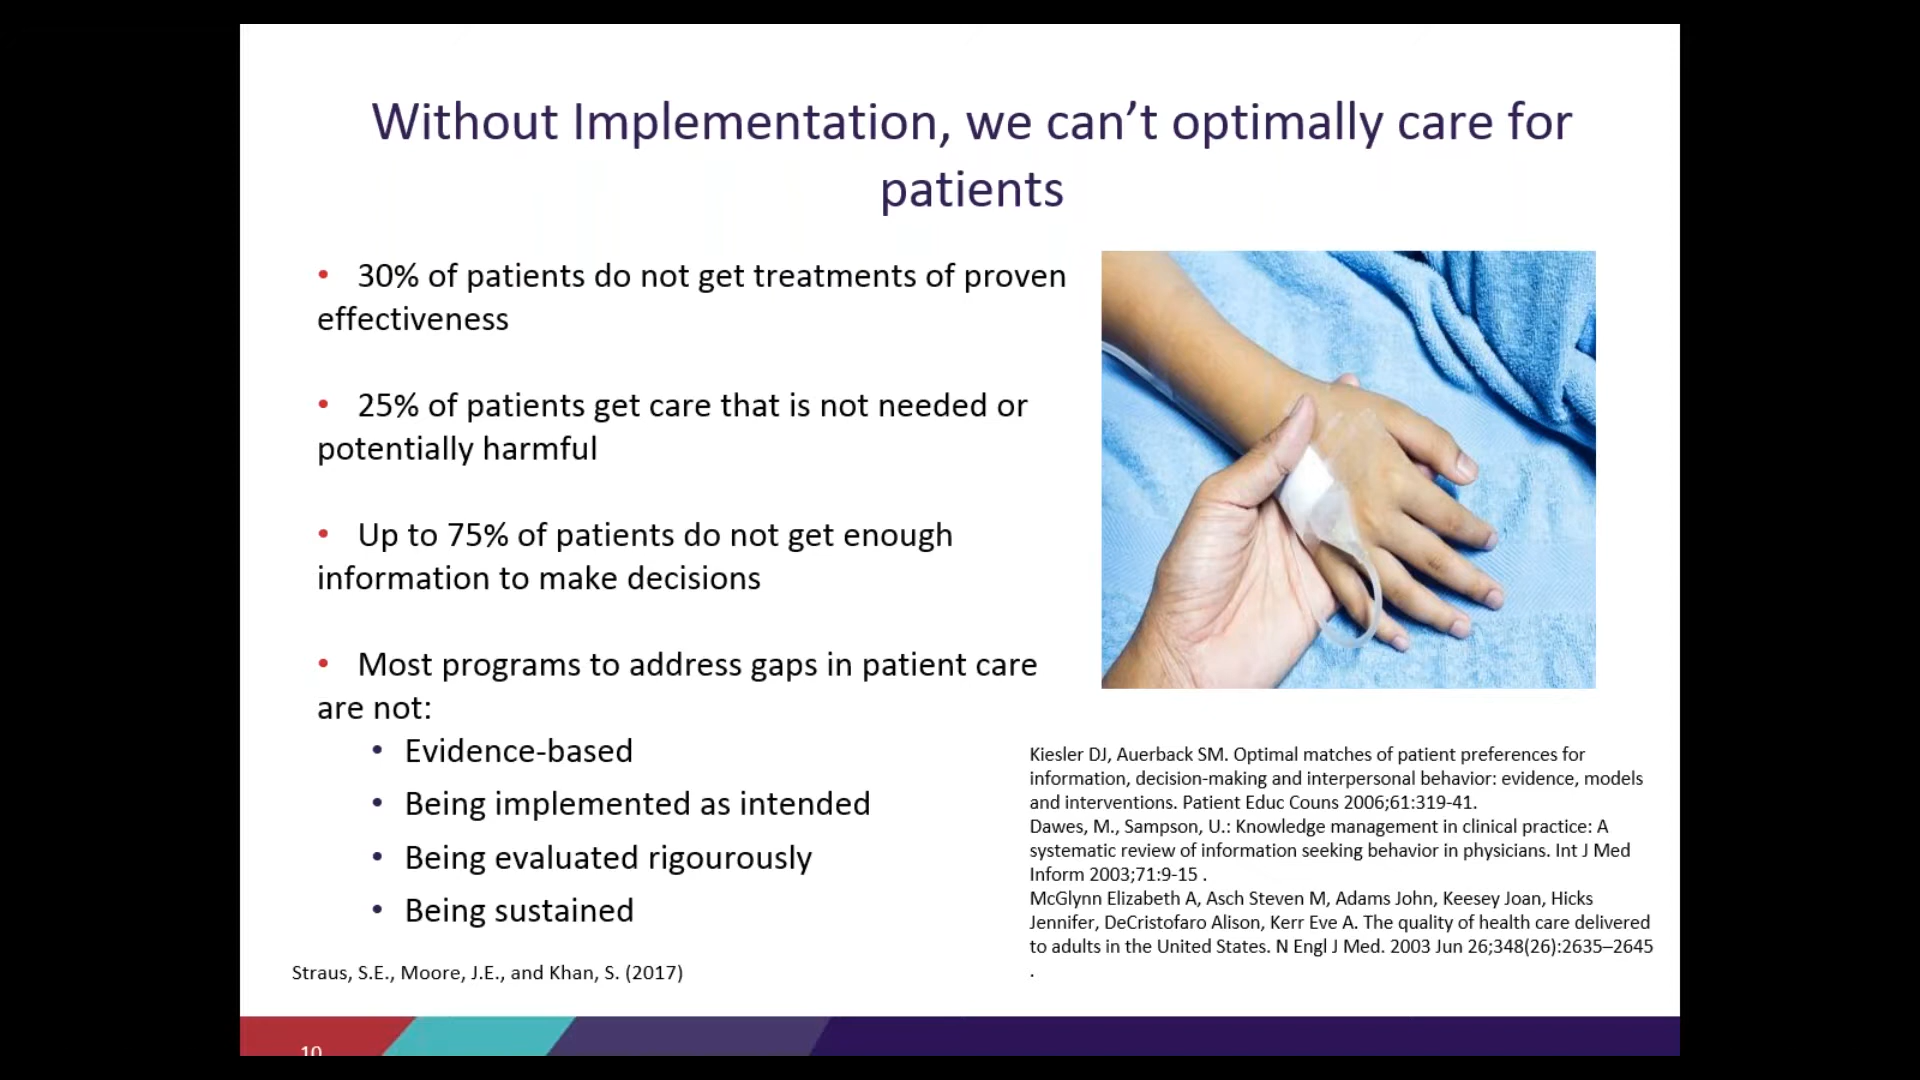 Without Implementation, we can’t optimally care for
patients
• 30% of patients do not get treatments of proven
effectiveness
• 25% of patients get care that is not needed or
potentially harmful
• Up to 75% of patients do not get enough
information to make decisions
• Most programs to address gaps in patient care
are not:
• Evidence-based
• Being implemented as intended
• Being evaluated rigourously
• Being sustained
Straus, S.E., Moore, J.E., and Khan, S. (2017)
Kiesler DJ, Auerback SM. Optimal matches of patient preferences for
information, decision-making and interpersonal behavior: evidence, models
and interventions. Patient Educ Couns 2006;61:319-41.
Dawes, M., Sampson, U.: Knowledge management in clinical practice: A
systematic review of information seeking behavior in physicians. Int J Med
Inform 2003;71:9-15 .
McGlynn Elizabeth A, Asch Steven M, Adams John, Keesey Joan, Hicks
Jennifer, DeCristofaro Alison, Kerr Eve A. The quality of health care delivered
to adults in the United States. N Engl J Med. 2003 Jun 26;348(26):2635–2645
.
10